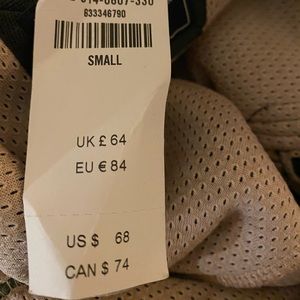 633346790
SMALL
UK £ 64
EU € 84
US $ 68
CAN $ 74